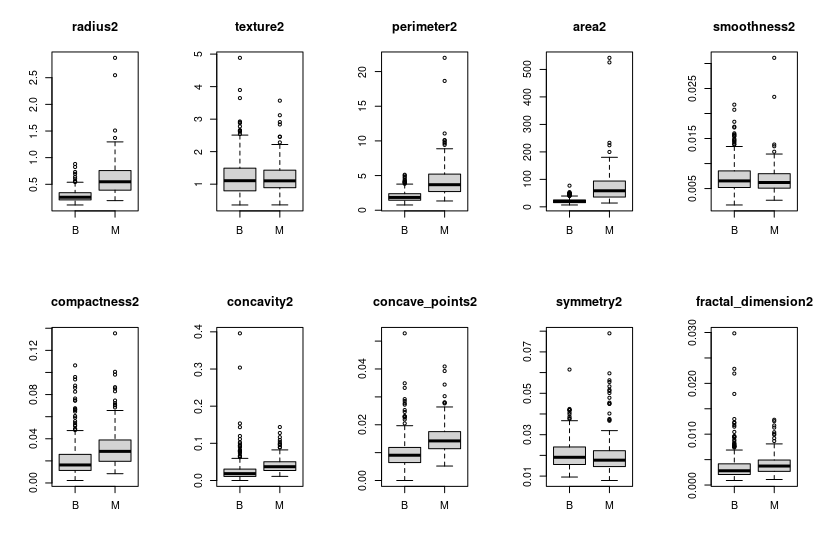 radius2 texture2 perimeter2 area2 smoothness2
0.5 1.0 1.5 2.0 2.5
B M
1 2 3 4 5
B M
0 5 10 15 20
B M
0 100 200 300 400 500
B M
0.005 0.015 0.025
B M
compactness2 concavity2 concave_points2 symmetry2 fractal_dimension2
0.00 0.04 0.08 0.12
B M
0.0 0.1 0.2 0.3 0.4
B M
0.00 0.02 0.04
B M
0.01 0.03 0.05 0.07
B M
0.000 0.010 0.020 0.030
B M